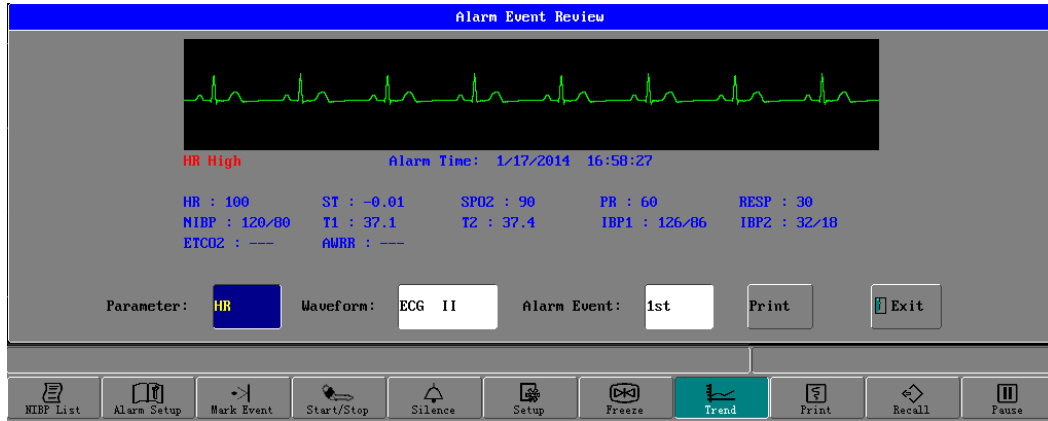 Alarm Event Review
HR High Alarm Time: 1/17/2014 16:58:27
HR : 100 ST : -0.01 SPO2 : 90 PR : 60 RESP : 30
NIBP : 120/80 T1 : 37.1 T2 : 37.4 IBP1 : 126/86 IBP2 : 32/18
ETCO2 : --- AWRR : ---
Parameter: HR Waveform: ECG II Alarm Event: 1st Print Exit
NIBP List Alarm Setup Mark Event Start/Stop Silence Setup Freeze Trend Print Recall Pause